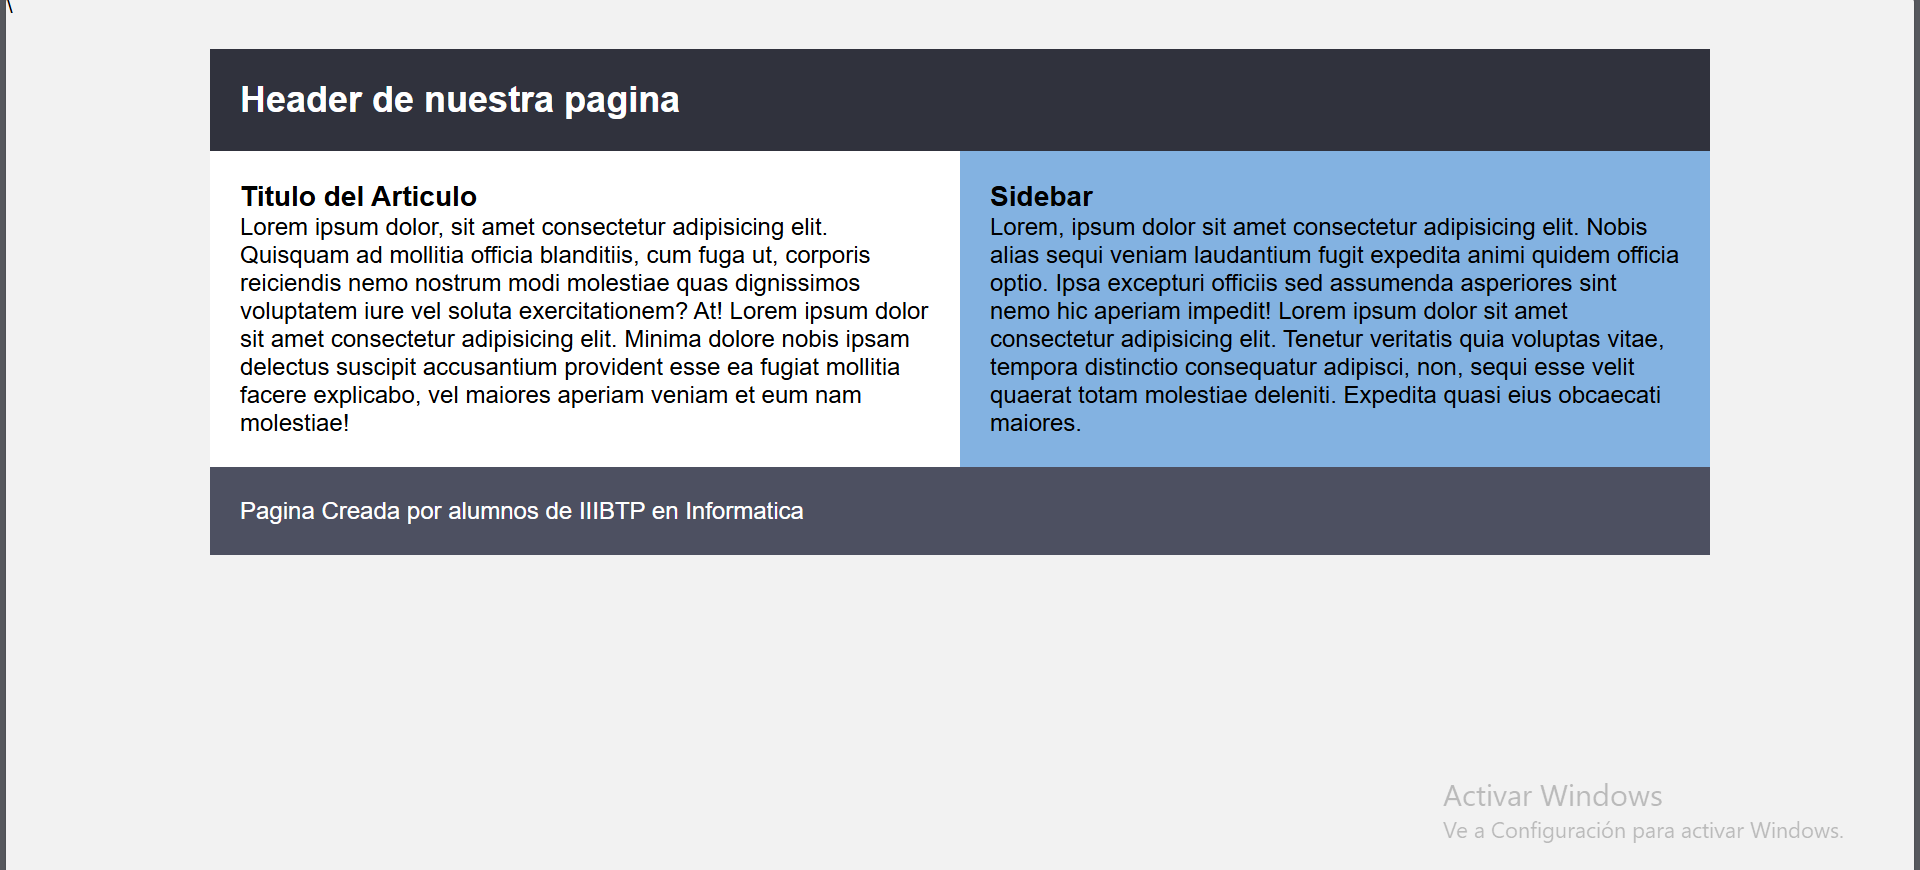 \
Header de nuestra pagina
Titulo del Articulo
Lorem ipsum dolor, sit amet consectetur adipisicing elit.
Quisquam ad mollitia officia blanditiis, cum fuga ut, corporis
reiciendis nemo nostrum modi molestiae quas dignissimos
voluptatem iure vel soluta exercitationem? At! Lorem ipsum dolor
sit amet consectetur adipisicing elit. Minima dolore nobis ipsam
delectus suscipit accusantium provident esse ea fugiat mollitia
facere explicabo, vel maiores aperiam veniam et eum nam
molestiae!
Sidebar
Lorem, ipsum dolor sit amet consectetur adipisicing elit. Nobis
alias sequi veniam laudantium fugit expedita animi quidem officia
optio. Ipsa excepturi officiis sed assumenda asperiores sint
nemo hic aperiam impedit! Lorem ipsum dolor sit amet
consectetur adipisicing elit. Tenetur veritatis quia voluptas vitae,
tempora distinctio consequatur adipisci, non, sequi esse velit
quaerat totam molestiae deleniti. Expedita quasi eius obcaecati
maiores.
Pagina Creada por alumnos de IIIBTP en Informatica
Activar Windows
Ve a Configuración para activar Windows.